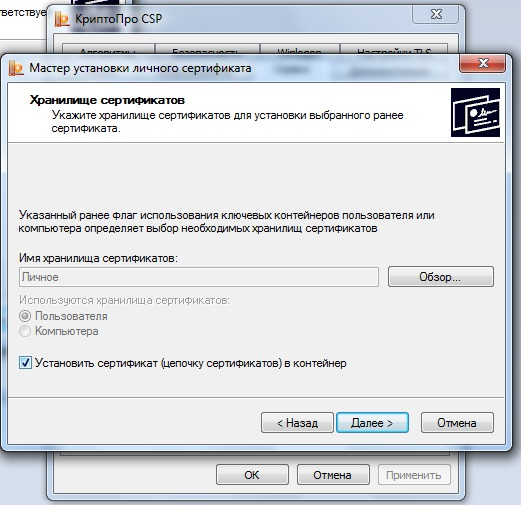 ответствуе
КриптоПро CSP
Алгоритмы Безопасность Winlogon Настройки TLS
Мастер установки личного сертификата
Хранилище сертификатов
Укажите хранилище сертификатов для установки выбранного ранее
сертификата.
Указанный ранее флаг использования ключевых контейнеров пользователя или
компьютера определяет выбор необходимых хранилищ сертификатов
Имя хранилища сертификатов:
Личное Обзор...
Используются хранилища сертификатов:
Пользователя
Компьютера
Установить сертификат (цепочку сертификатов) в контейнер
< Назад Далее > Отмена
ОК Отмена Применить